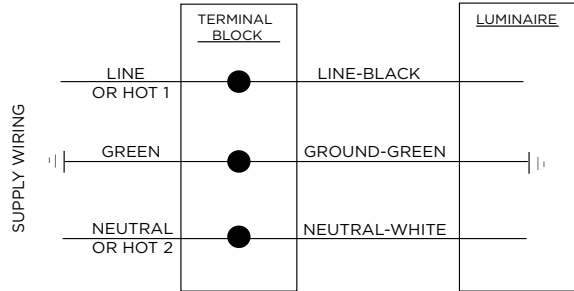 TERMINAL
BLOCK
LUMINAIRE
SUPPLY WIRING
LINE
OR HOT 1
LINE-BLACK
GREEN
GROUND-GREEN
NEUTRAL
OR HOT 2
NEUTRAL-WHITE